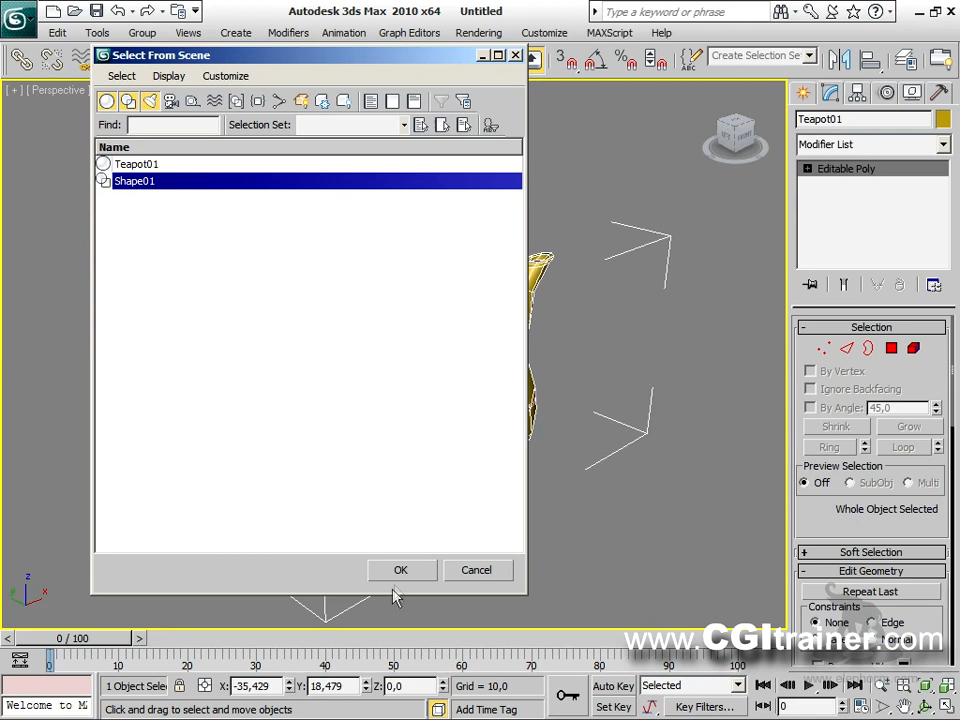 Autodesk 3ds Max 2010 x64 Untitled
Type a keyword or phrase
Edit Tools Group Views Create Modifiers Animation Graph Editors Rendering Customize MAXScript Help
Select From Scene
Select Display Customize
3
%
ABC
Create Selection Se
[ + ] [ Perspective
Find:
Selection Set:
Name
Teapot01
Shape01
OK
Cancel
Teapot01
Modifier List
Editable Poly
- Selection
By Vertex
Ignore Backfacing
By Angle: 45,0
Shrink Grow
Ring Loop
Preview Selection
Off SubObj Multi
Whole Object Selected
+ Soft Selection
- Edit Geometry
Repeat Last
Constraints
None Edge
Normal
z
x
www.CGItrainer.com
< 0 / 100 >
0 10 20 30 40 50 60 70 80 90 100
1 Object Selec
X: -35,429
Y: 18,479
Z: 0,0
Grid = 10,0
Auto Key
Selected
Welcome to M
Click and drag to select and move objects
Add Time Tag
Set Key
Key Filters...
0